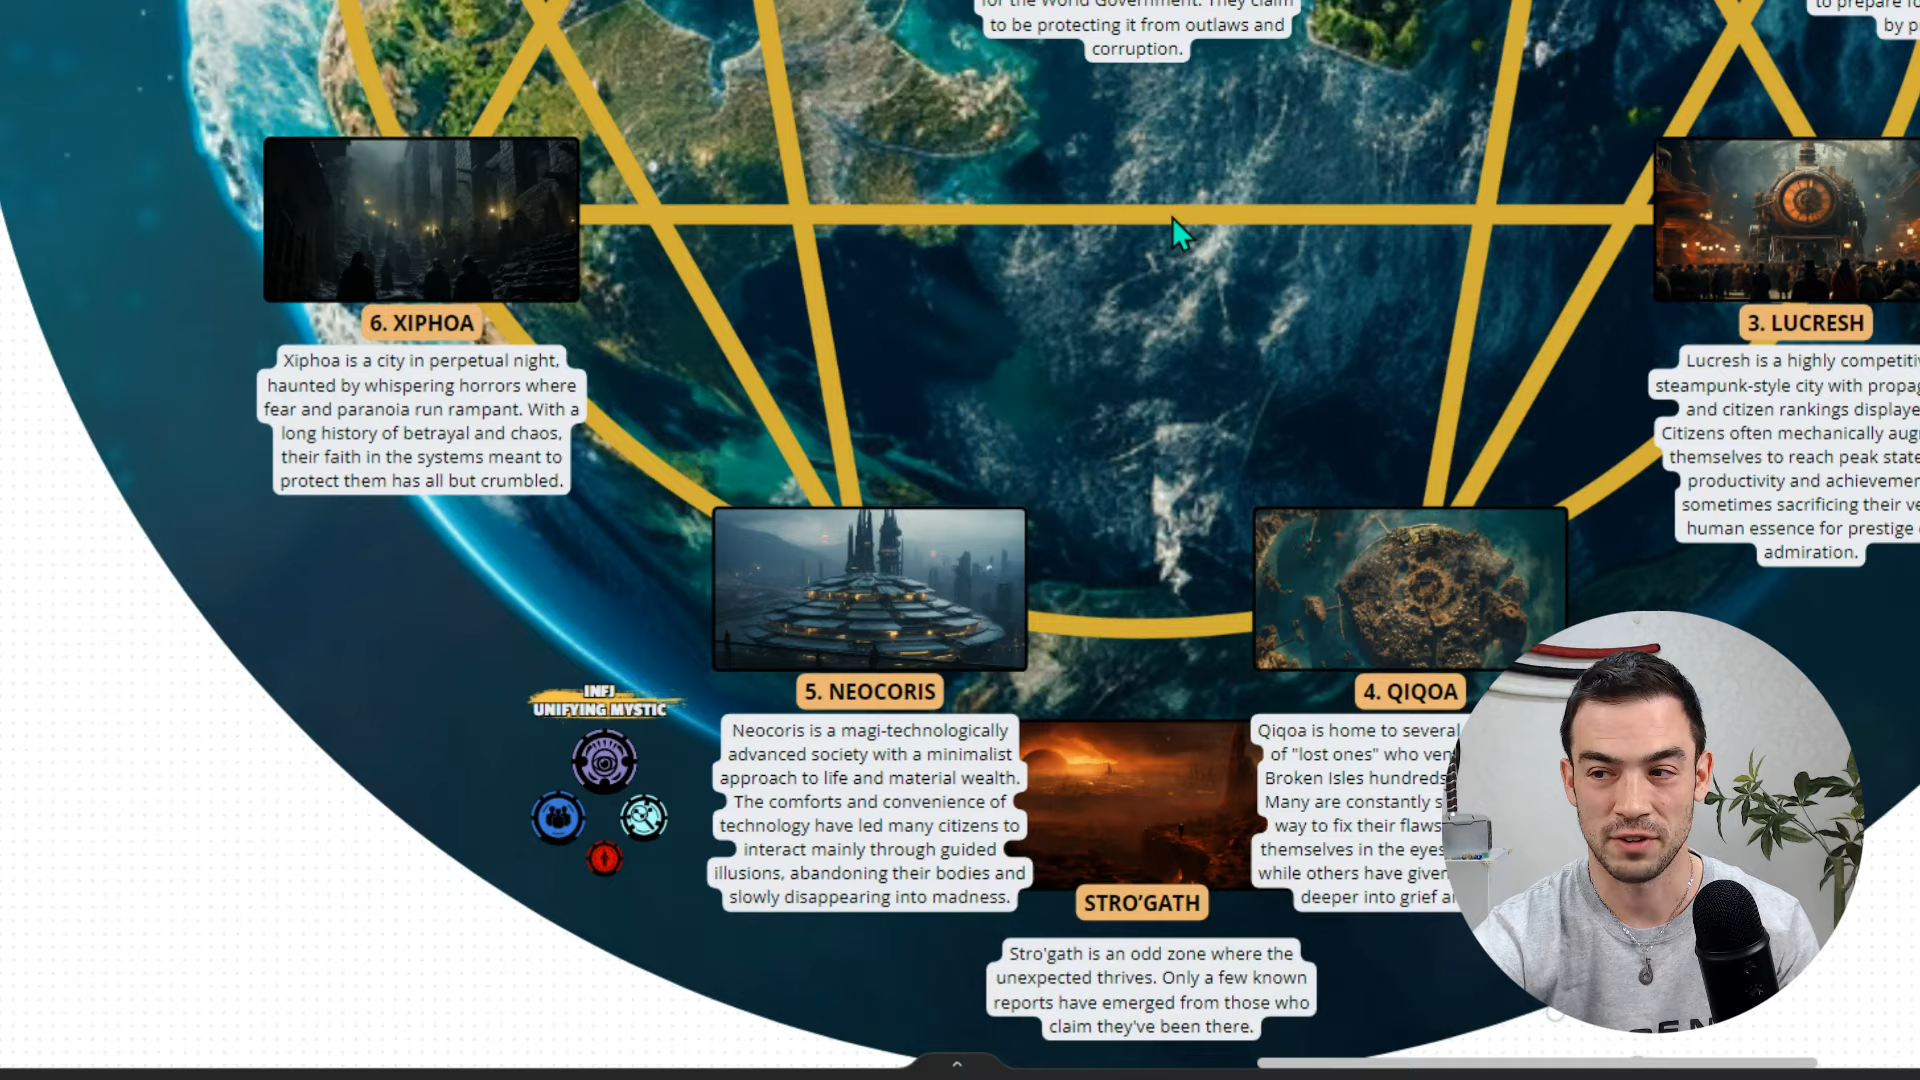 for the World Government. They claim
to be protecting it from outlaws and
corruption.
to prepare
by
6. XIPHOA
Xiphoa is a city in perpetual night,
haunted by whispering horrors where
fear and paranoia run rampant. With a
long history of betrayal and chaos,
their faith in the systems meant to
protect them has all but crumbled.
3. LUCRESH
Lucresh is a highly
steampunk-style city with
and citizen rankings
Citizens often mechanically
themselves to reach peak
productivity and
sometimes sacrificing their
human essence for prestige
admiration.
INFJ
UNIFYING MYSTIC
5. NEOCORIS
Neocoris is a magi-technologically
advanced society with a minimalist
approach to life and material wealth.
The comforts and convenience of
technology have led many citizens to
interact mainly through guided
illusions, abandoning their bodies and
slowly disappearing into madness.
4. QIQOA
Qiqoa is home to several
of "lost ones" who
Broken Isles hundreds
Many are constantly
way to fix their flaws
themselves in the eyes
while others have
deeper into grief
STRO'GATH
Stro'gath is an odd zone where the
unexpected thrives. Only a few known
reports have emerged from those who
claim they've been there.